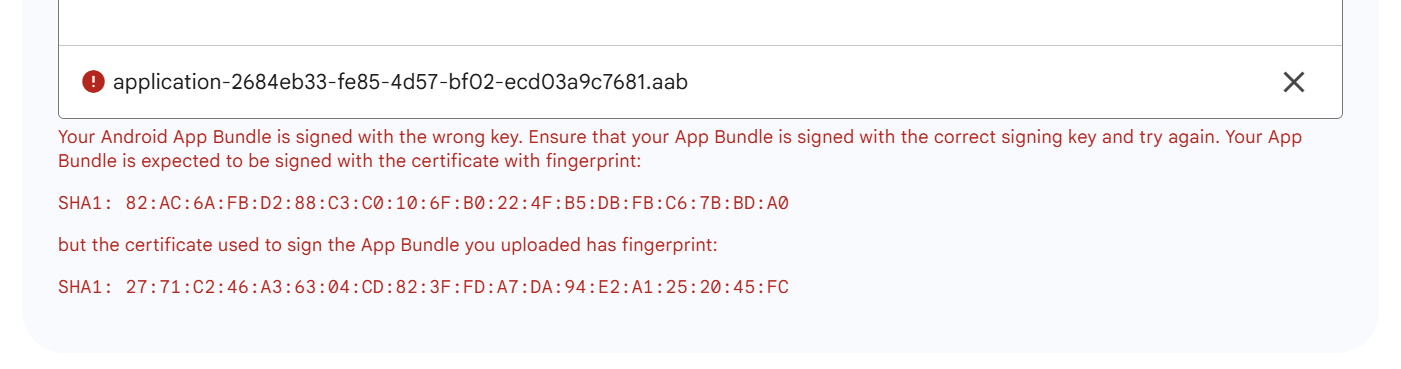 application-2684eb33-fe85-4d57-bf02-ecd03a9c7681.aab
Your Android App Bundle is signed with the wrong key. Ensure that your App Bundle is signed with the correct signing key and try again. Your App
Bundle is expected to be signed with the certificate with fingerprint:
SHA1: 82:AC:6A:FB:D2:88:C3:C0:10:6F:B0:22:4F:B5:DB:FB:C6:7B:BD:A0
but the certificate used to sign the App Bundle you uploaded has fingerprint:
SHA1: 27:71:C2:46:A3:63:04:CD:82:3F:FD:A7:DA:94:E2:A1:25:20:45:FC